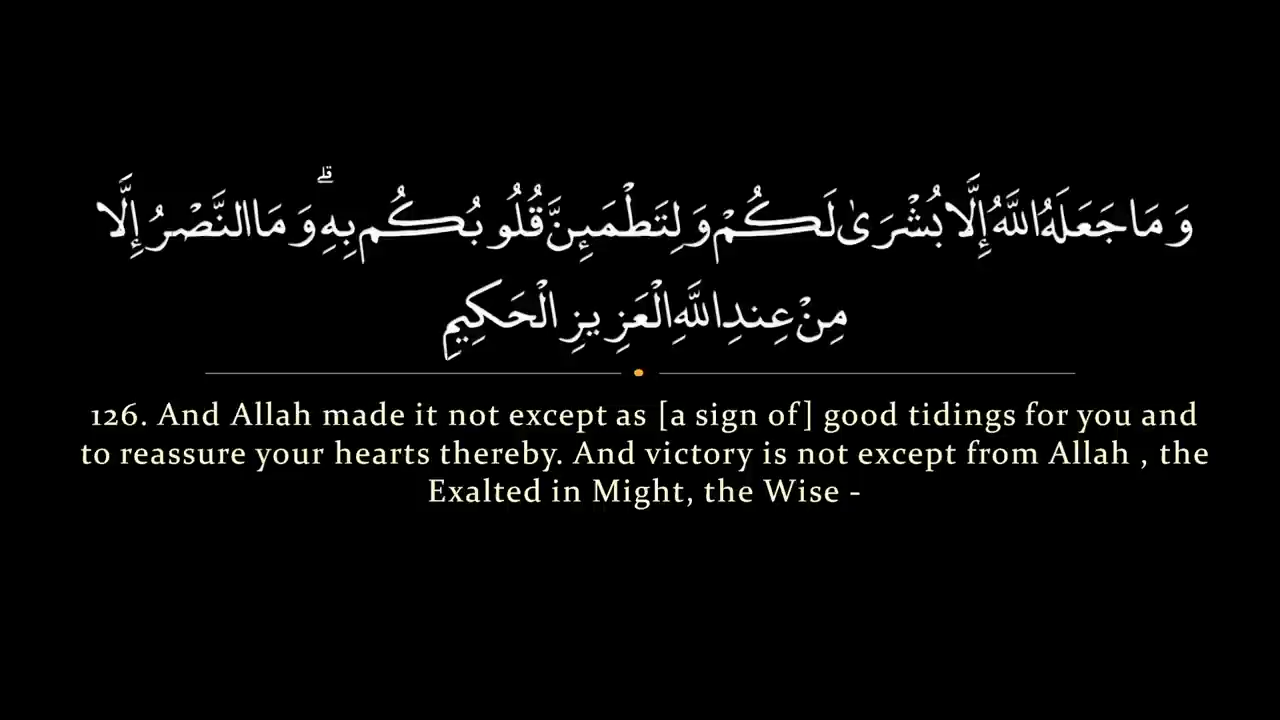 وَمَا جَعَلَهُ اللَّهُ إِلَّا بُشْرَىٰ لَكُمْ وَلِتَطْمَئِنَّ قُلُوبُكُم بِهِ ۗ وَمَا النَّصْرُ إِلَّا
مِنْ عِندِ اللَّهِ الْعَزِيزِ الْحَكِيمِ
126. And Allah made it not except as [a sign of] good tidings for you and
to reassure your hearts thereby. And victory is not except from Allah , the
Exalted in Might, the Wise -